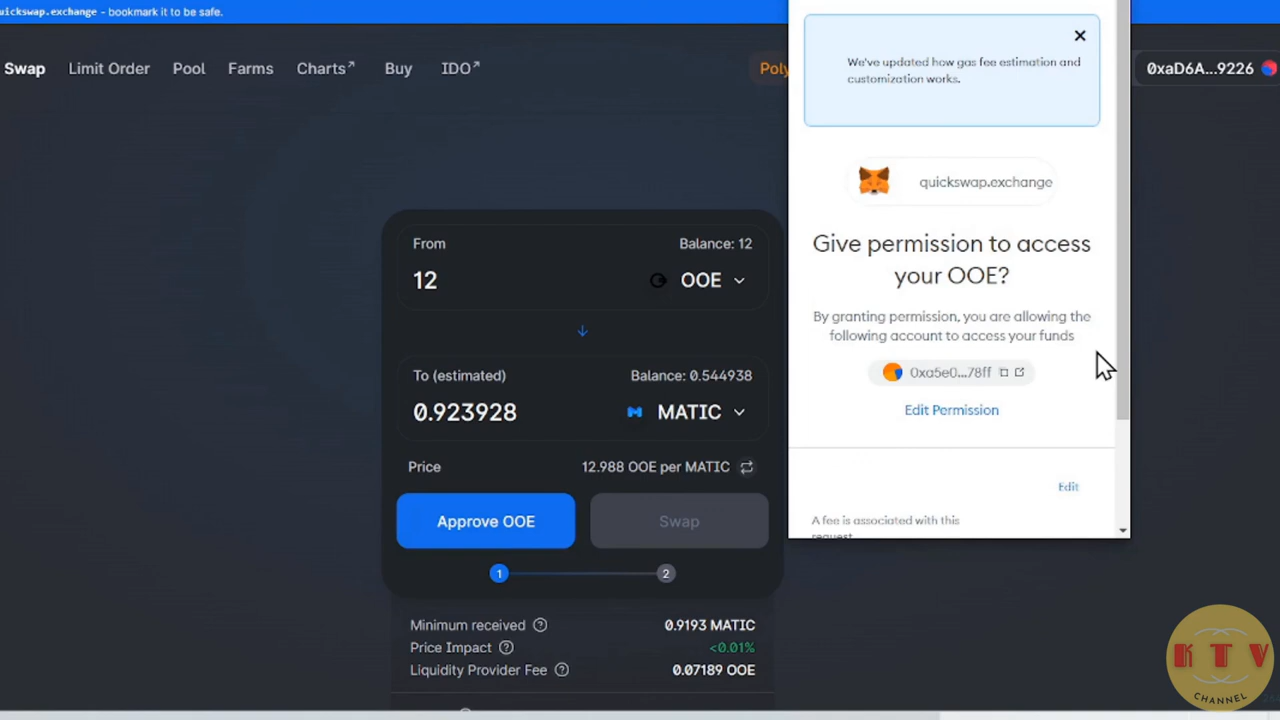 uickswap.exchange - bookmark it to be safe.
Swap
Limit Order
Pool
Farms
Charts↗
Buy
IDO↗
Poly
0xaD6A...9226
From
Balance: 12
12
OOE
To (estimated)
Balance: 0.544938
0.923928
MATIC
Price
12.988 OOE per MATIC
Approve OOE
Swap
1
2
Minimum received
0.9193 MATIC
Price Impact
<0.01%
Liquidity Provider Fee
0.07189 OOE
We've updated how gas fee estimation and
customization works.
quickswap.exchange
Give permission to access
your OOE?
By granting permission, you are allowing the
following account to access your funds
0xa5e0...78ff
Edit Permission
Edit
A fee is associated with this
request
KTV
CHANNEL